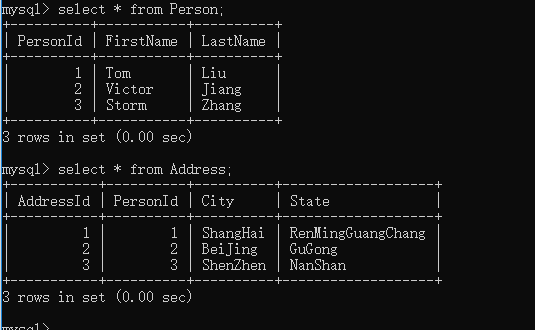 mysql> select * from Person;
+----------+-----------+----------+
| PersonId | FirstName | LastName |
+----------+-----------+----------+
|        1 | Tom       | Liu      |
|        2 | Victor    | Jiang    |
|        3 | Storm     | Zhang    |
+----------+-----------+----------+
3 rows in set (0.00 sec)
mysql> select * from Address;
+-----------+----------+----------+------------------+
| AddressId | PersonId | City     | State            |
+-----------+----------+----------+------------------+
|         1 |        1 | ShangHai | RenMingGuangChang |
|         2 |        2 | BeiJing  | GuGong           |
|         3 |        3 | ShenZhen | NanShan          |
+-----------+----------+----------+------------------+
3 rows in set (0.00 sec)
mysql>